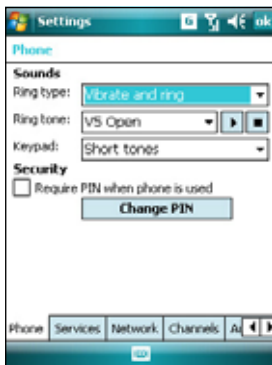 Settings
G
ok
Phone
Sounds
Ring type: Vibrate and ring
Ring tone: VS Open
Keypad: Short tones
Security
Require PIN when phone is used
Change PIN
Phone Services Network Channels